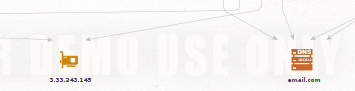 R DEMO USE ONLY
DNS
3.33.243.145
email.com